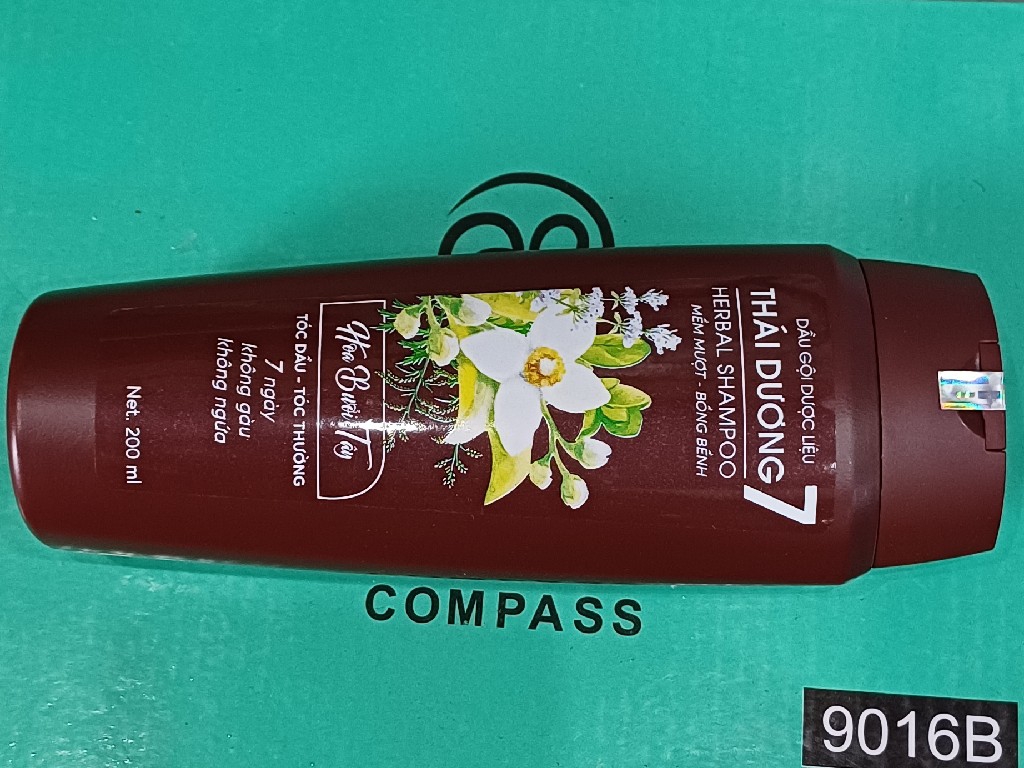 DẦU GỘI DƯỢC LIỆU
THÁI DƯƠNG 7
HERBAL SHAMPOO
MỀM MƯỢT - BỒNG BỀNH
Hoa Bưởi Tây
TÓC DẦU - TÓC THƯỜNG
7 ngày
không gàu
không ngứa
Net. 200 ml
COMPASS
9016B